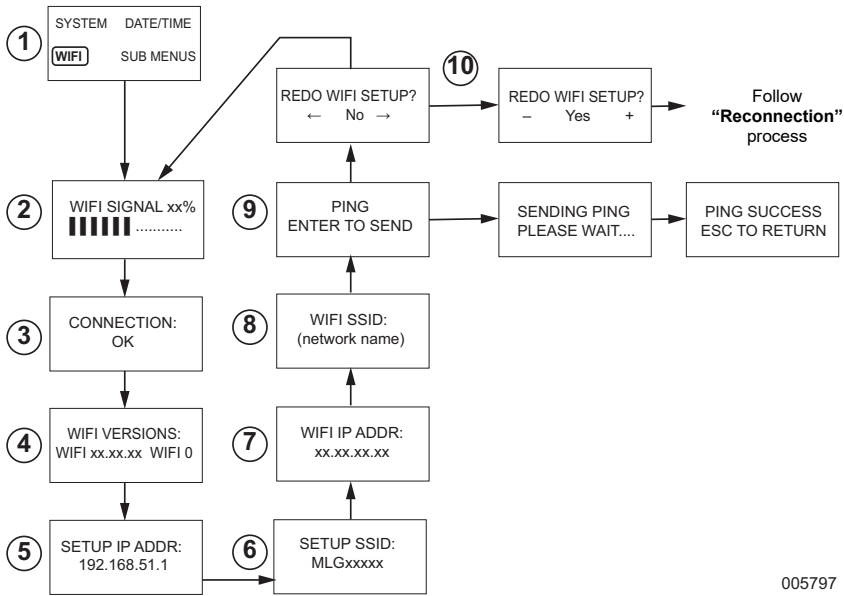 1
SYSTEM DATE/TIME
WIFI SUB MENUS
2
WIFI SIGNAL xx%
...........
3
CONNECTION:
OK
4
WIFI VERSIONS:
WIFI xx.xx.xx WIFI 0
5
SETUP IP ADDR:
192.168.51.1
6
SETUP SSID:
MLGxxxxx
7
WIFI IP ADDR:
xx.xx.xx.xx
8
WIFI SSID:
(network name)
9
PING
ENTER TO SEND
SENDING PING
PLEASE WAIT....
PING SUCCESS
ESC TO RETURN
REDO WIFI SETUP?
← No →
10
REDO WIFI SETUP?
– Yes +
Follow
“Reconnection”
process
005797